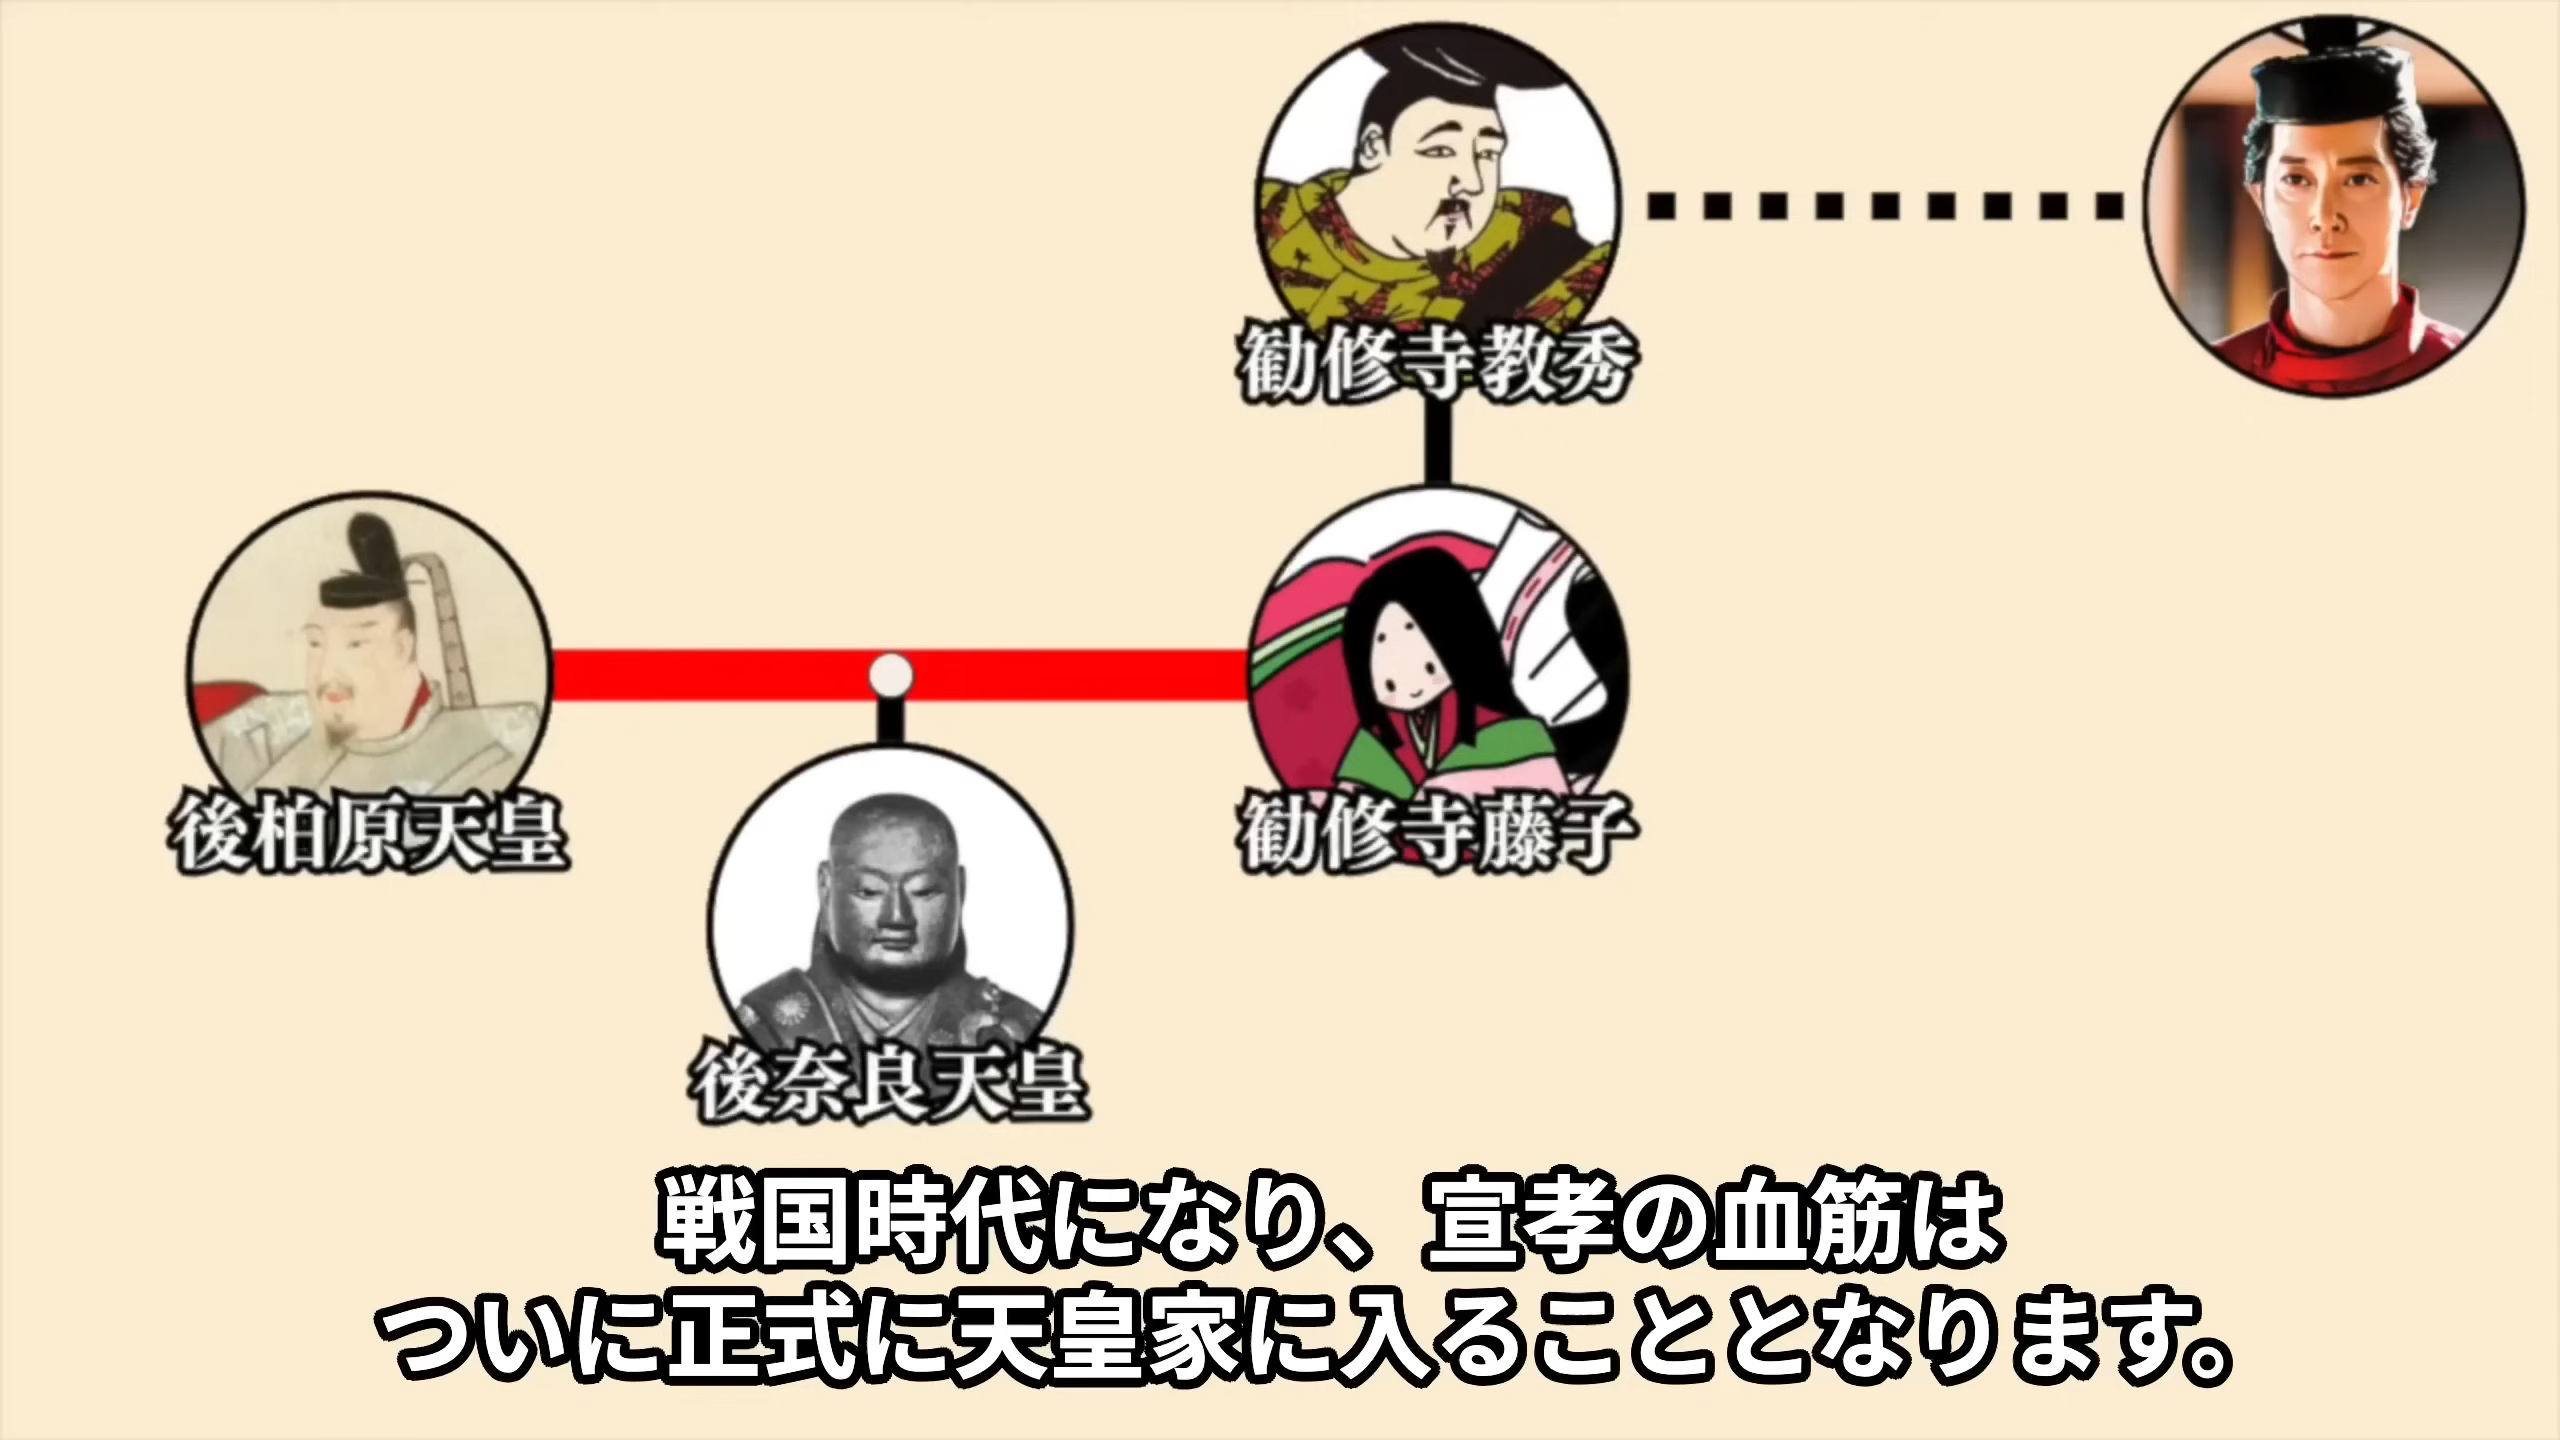 勧修寺教秀
後柏原天皇
勧修寺藤子
後奈良天皇
戦国時代になり、宣孝の血筋は
ついに正式に天皇家に入ることとなります。